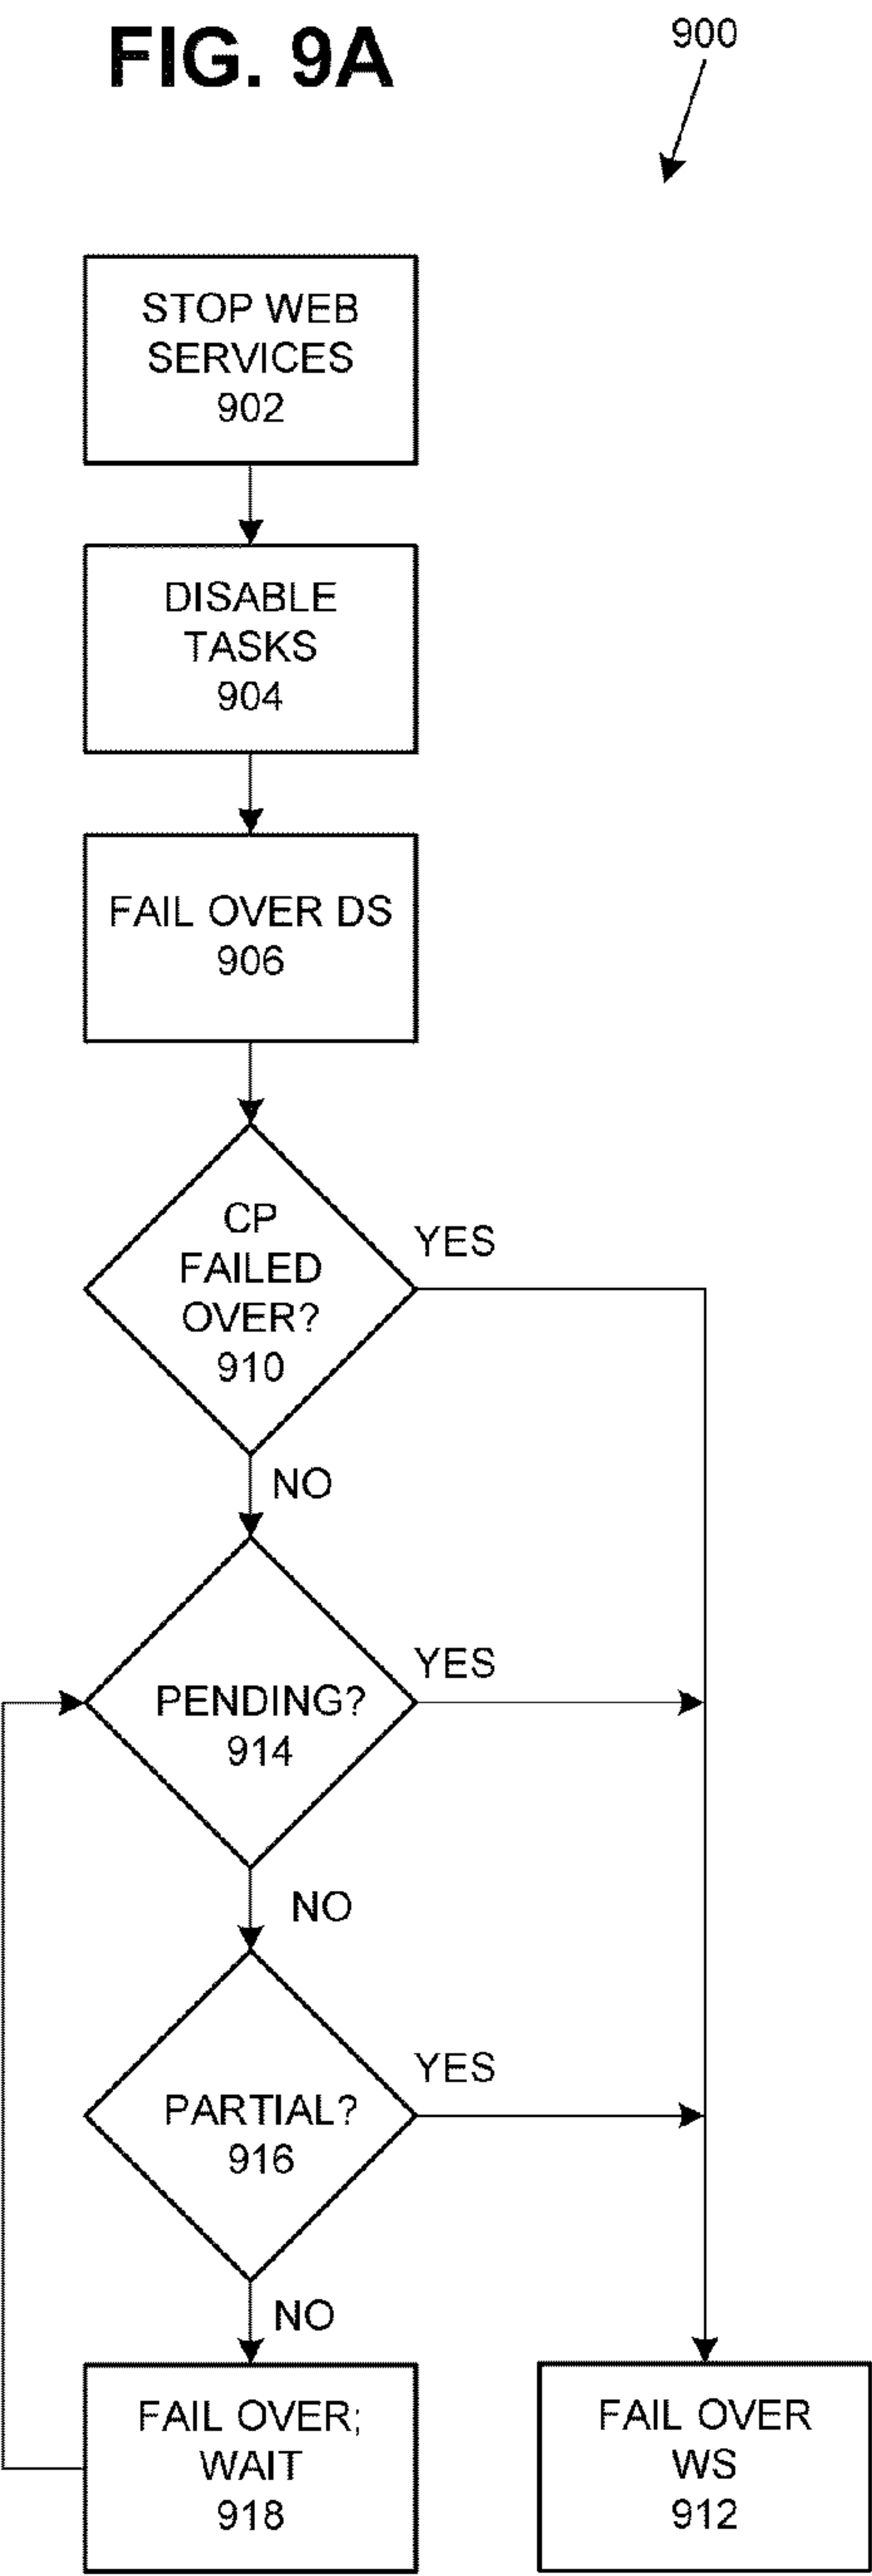 FIG. 9A
900
STOP WEB
SERVICES
902
DISABLE
TASKS
904
FAIL OVER DS
906
CP
FAILED
OVER?
910
YES
NO
PENDING?
914
YES
NO
PARTIAL?
916
YES
NO
FAIL OVER;
WAIT
918
FAIL OVER
WS
912